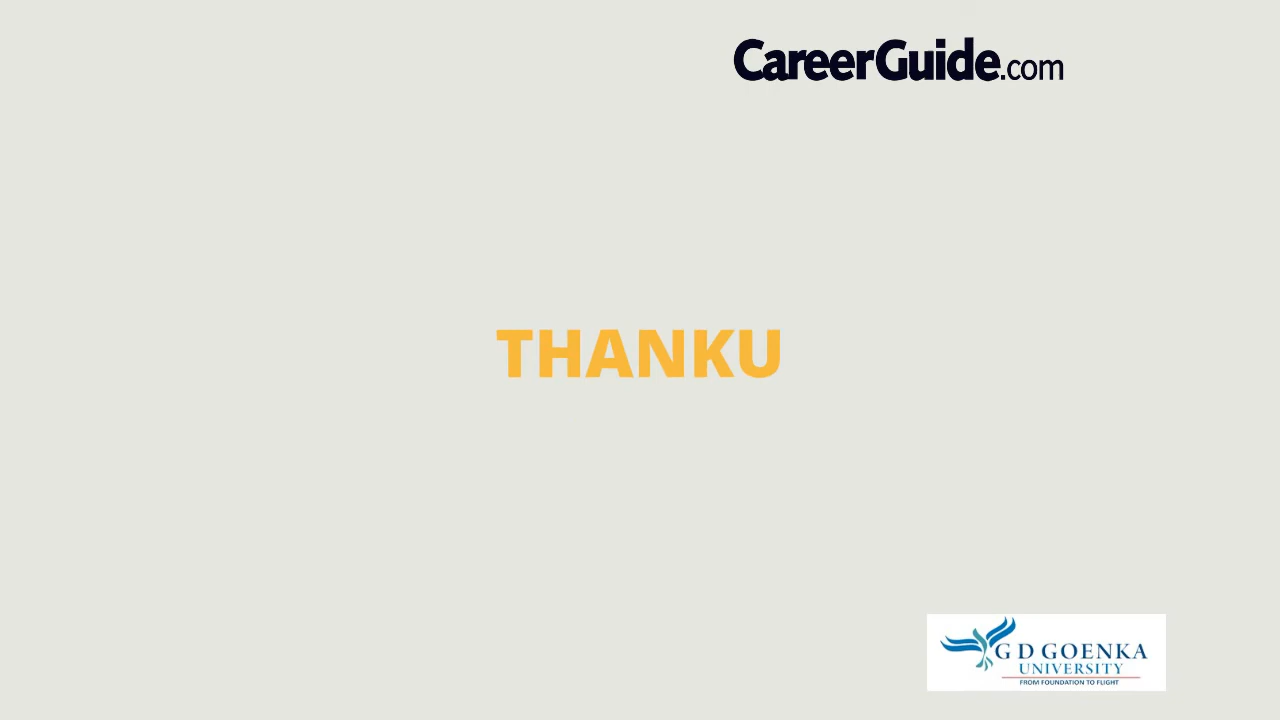 CareerGuide.com
THANKU
G D GOENKA
UNIVERSITY
FROM FOUNDATION TO FLIGHT